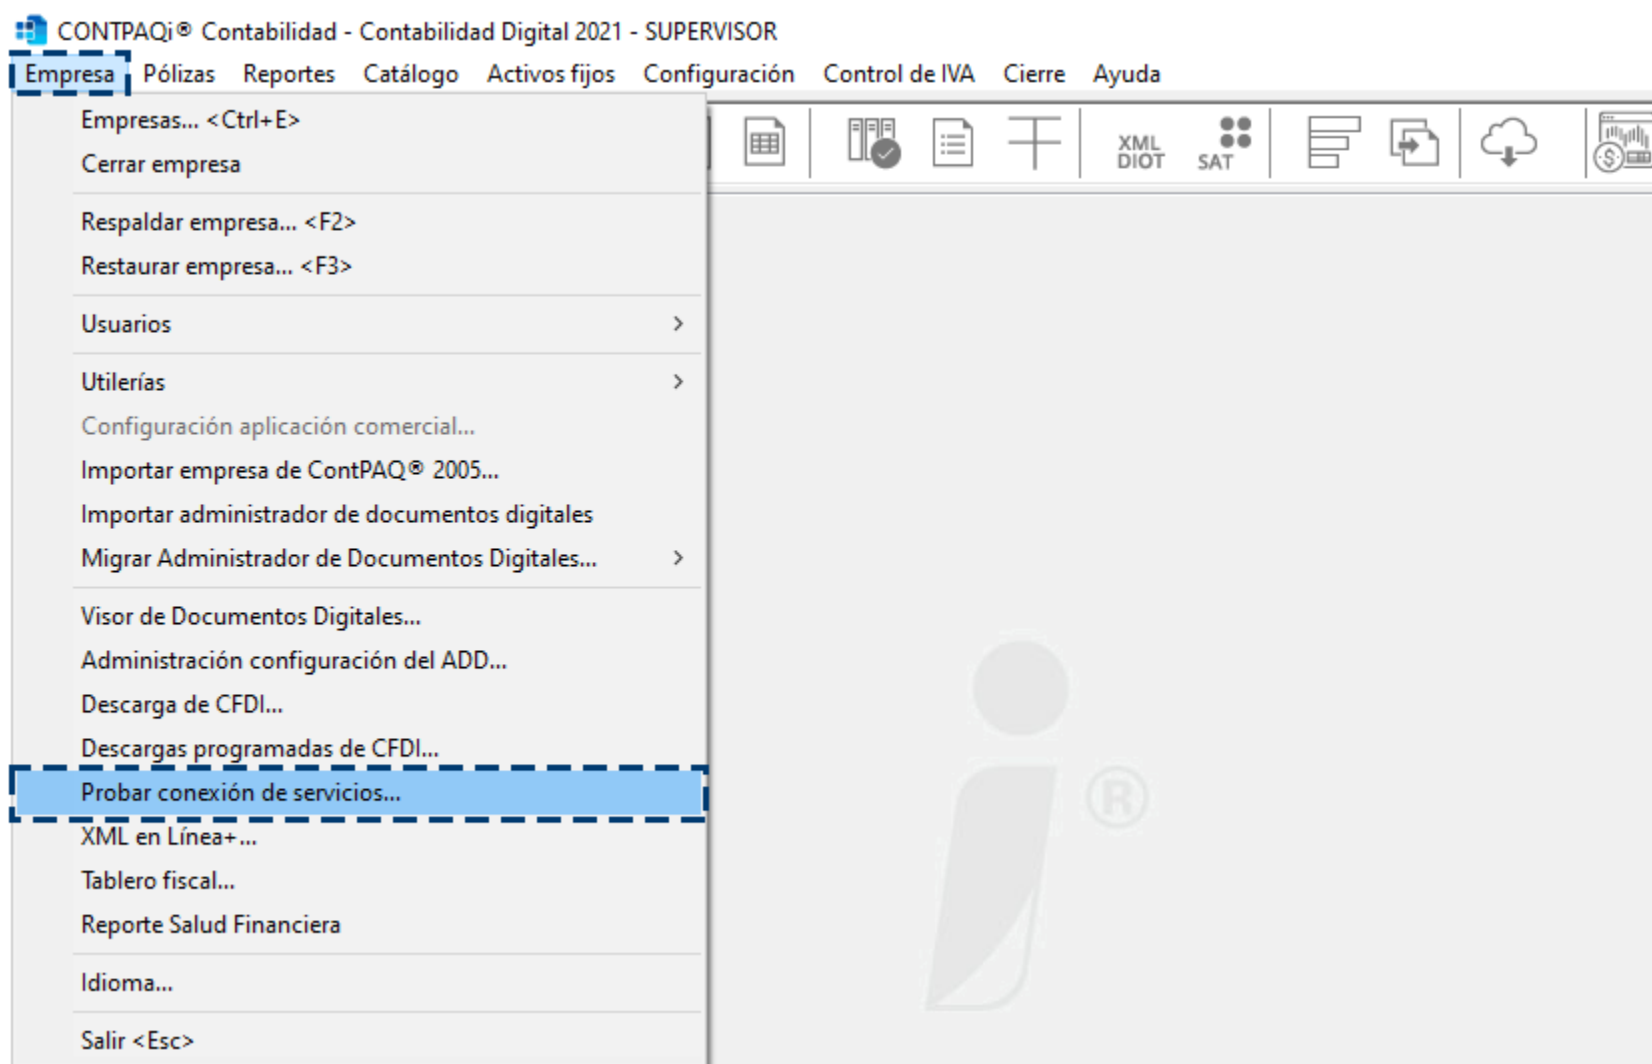 CONTPAQi® Contabilidad - Contabilidad Digital 2021 - SUPERVISOR
Empresa Pólizas Reportes Catálogo Activos fijos Configuración Control de IVA Cierre Ayuda
XML DIOT SAT
Empresas... <Ctrl+E>
Cerrar empresa
Respaldar empresa... <F2>
Restaurar empresa... <F3>
Usuarios
Utilerías
Configuración aplicación comercial...
Importar empresa de ContPAQ® 2005...
Importar administrador de documentos digitales
Migrar Administrador de Documentos Digitales...
Visor de Documentos Digitales...
Administración configuración del ADD...
Descarga de CFDI...
Descargas programadas de CFDI...
Probar conexión de servicios...
XML en Línea+...
Tablero fiscal...
Reporte Salud Financiera
Idioma...
Salir <Esc>
i®